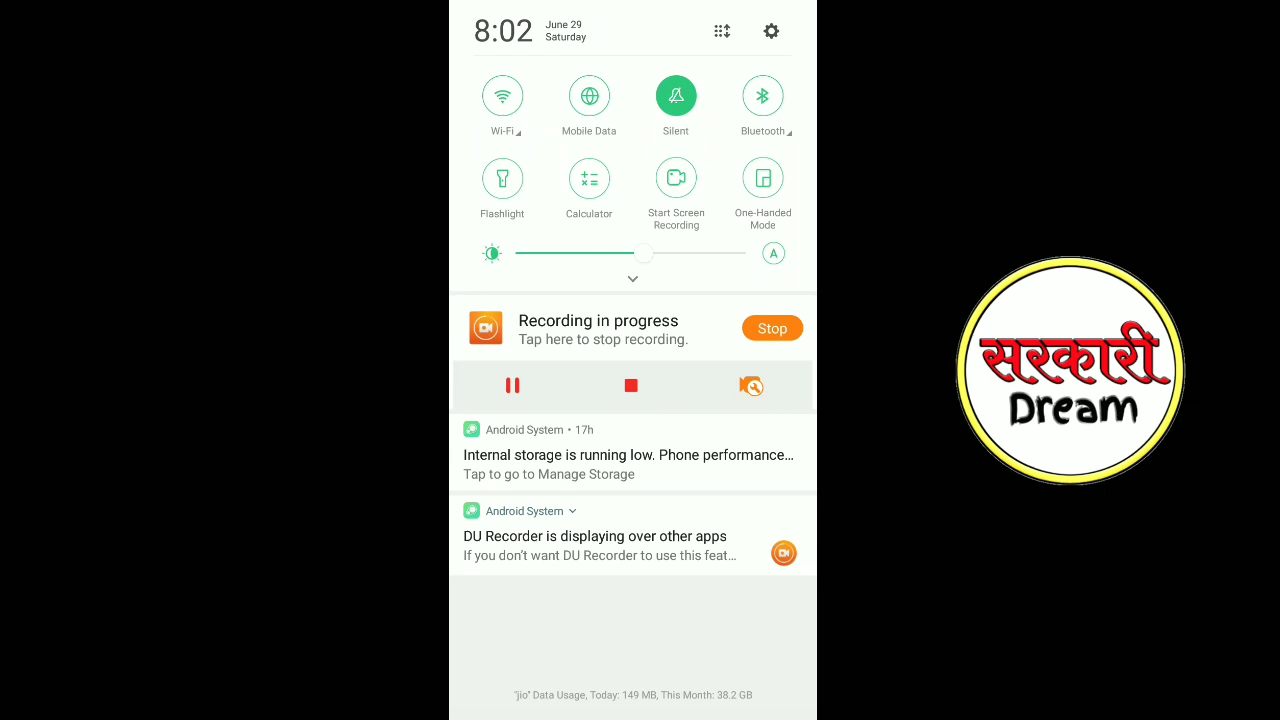 8:02
June 29
Saturday
Wi-Fi
Mobile Data
Silent
Bluetooth
Flashlight
Calculator
Start Screen
Recording
One-Handed
Mode
A
Recording in progress
Tap here to stop recording.
Stop
Android System • 17h
Internal storage is running low. Phone performance...
Tap to go to Manage Storage
Android System
DU Recorder is displaying over other apps
If you don't want DU Recorder to use this feat...
"jio" Data Usage, Today: 149 MB, This Month: 38.2 GB
सरकारी
Dream